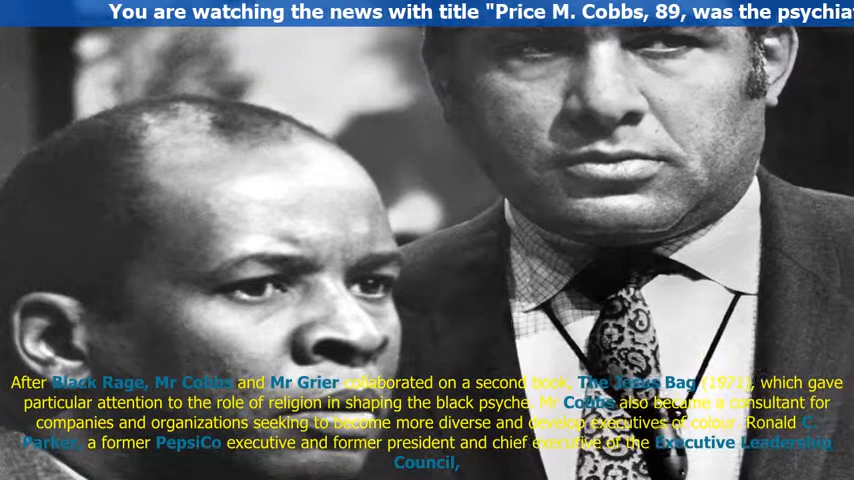 You are watching the news with title "Price M. Cobbs, 89, was the psychia
After Black Rage, Mr Cobbs and Mr Grier collaborated on a second book, The Jesus Bag (1971), which gave
particular attention to the role of religion in shaping the black psyche. Mr Cobbs also became a consultant for
companies and organizations seeking to become more diverse and develop executives of colour. Ronald C.
Parker, a former PepsiCo executive and former president and chief executive of the Executive Leadership
Council,